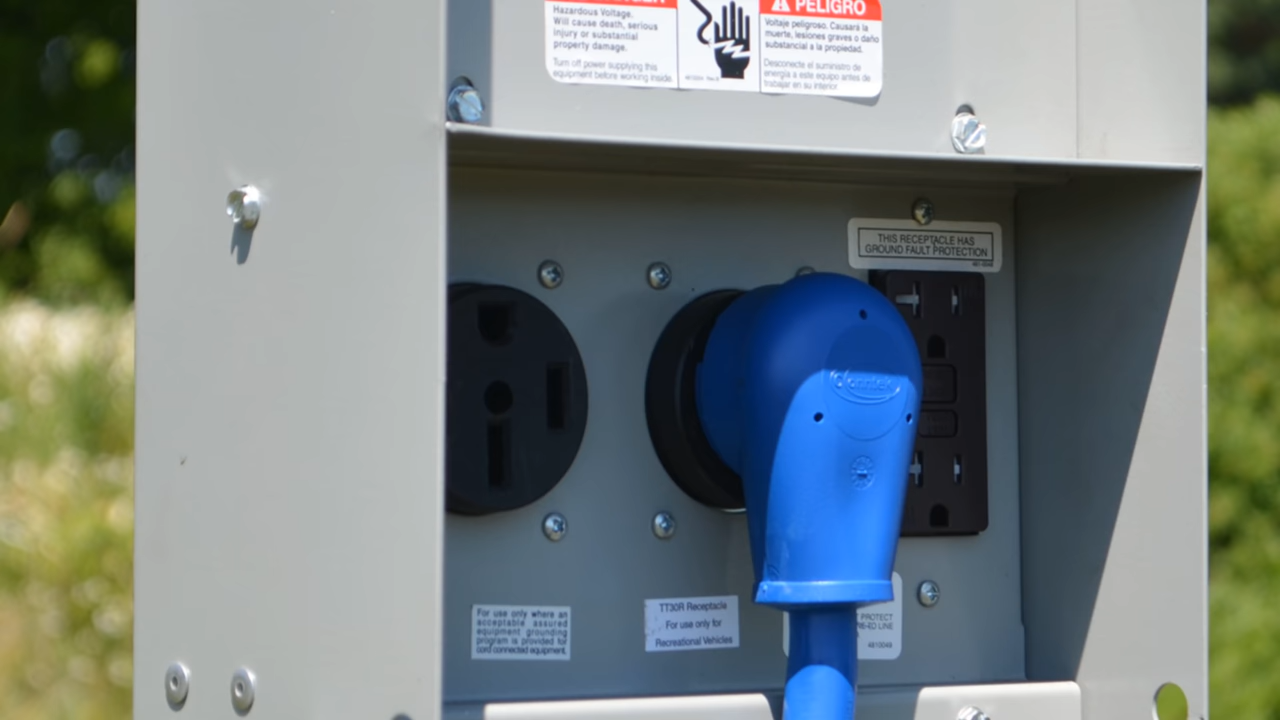 PELIGRO
Hazardous Voltage.
Will cause death, serious
injury or substantial
property damage.
Turn off power supplying this
equipment before working inside.
Voltaje peligroso. Causará la
muerte, lesiones graves o daño
substancial a la propiedad.
Desconecte el suministro de
energía a este equipo antes de
trabajar en su interior.
THIS RECEPTACLE HAS
GROUND FAULT PROTECTION
For use only where an
acceptable assured
equipment grounding
program is provided for
cord connected equipment.
TT30R Receptacle
For use only for
Recreational Vehicles
PROTECT
LINE
4610048